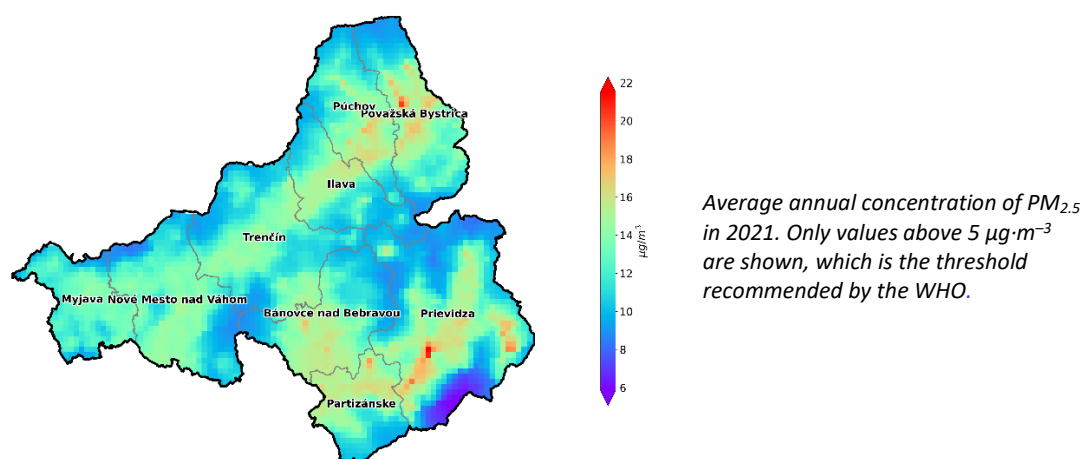 Púchov
Považská Bystrica
Ilava
Trenčín
Myjava
Nové Mesto nad Váhom
Bánovce nad Bebravou
Prievidza
Partizánske
22
20
18
16
14
12
10
8
6
µg/m³
Average annual concentration of PM2.5
in 2021. Only values above 5 µg·m⁻³
are shown, which is the threshold
recommended by the WHO.